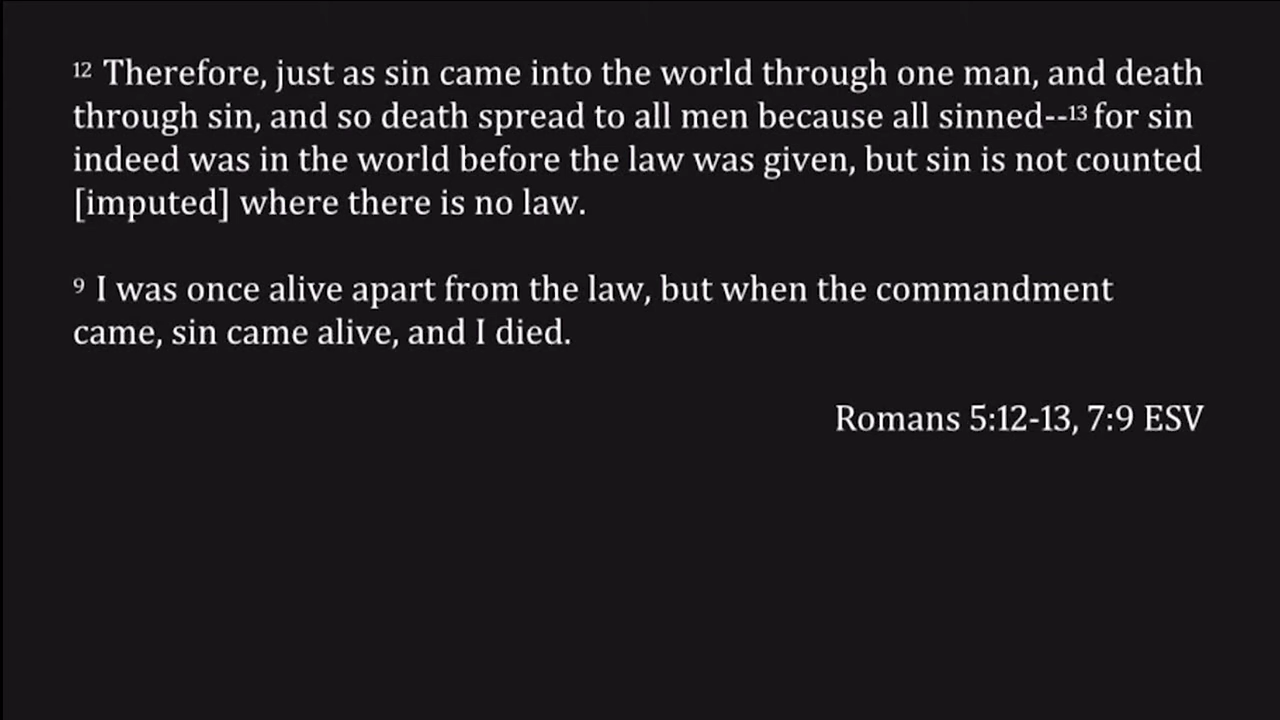 12 Therefore, just as sin came into the world through one man, and death
through sin, and so death spread to all men because all sinned--13 for sin
indeed was in the world before the law was given, but sin is not counted
[imputed] where there is no law.
9 I was once alive apart from the law, but when the commandment
came, sin came alive, and I died.
Romans 5:12-13, 7:9 ESV